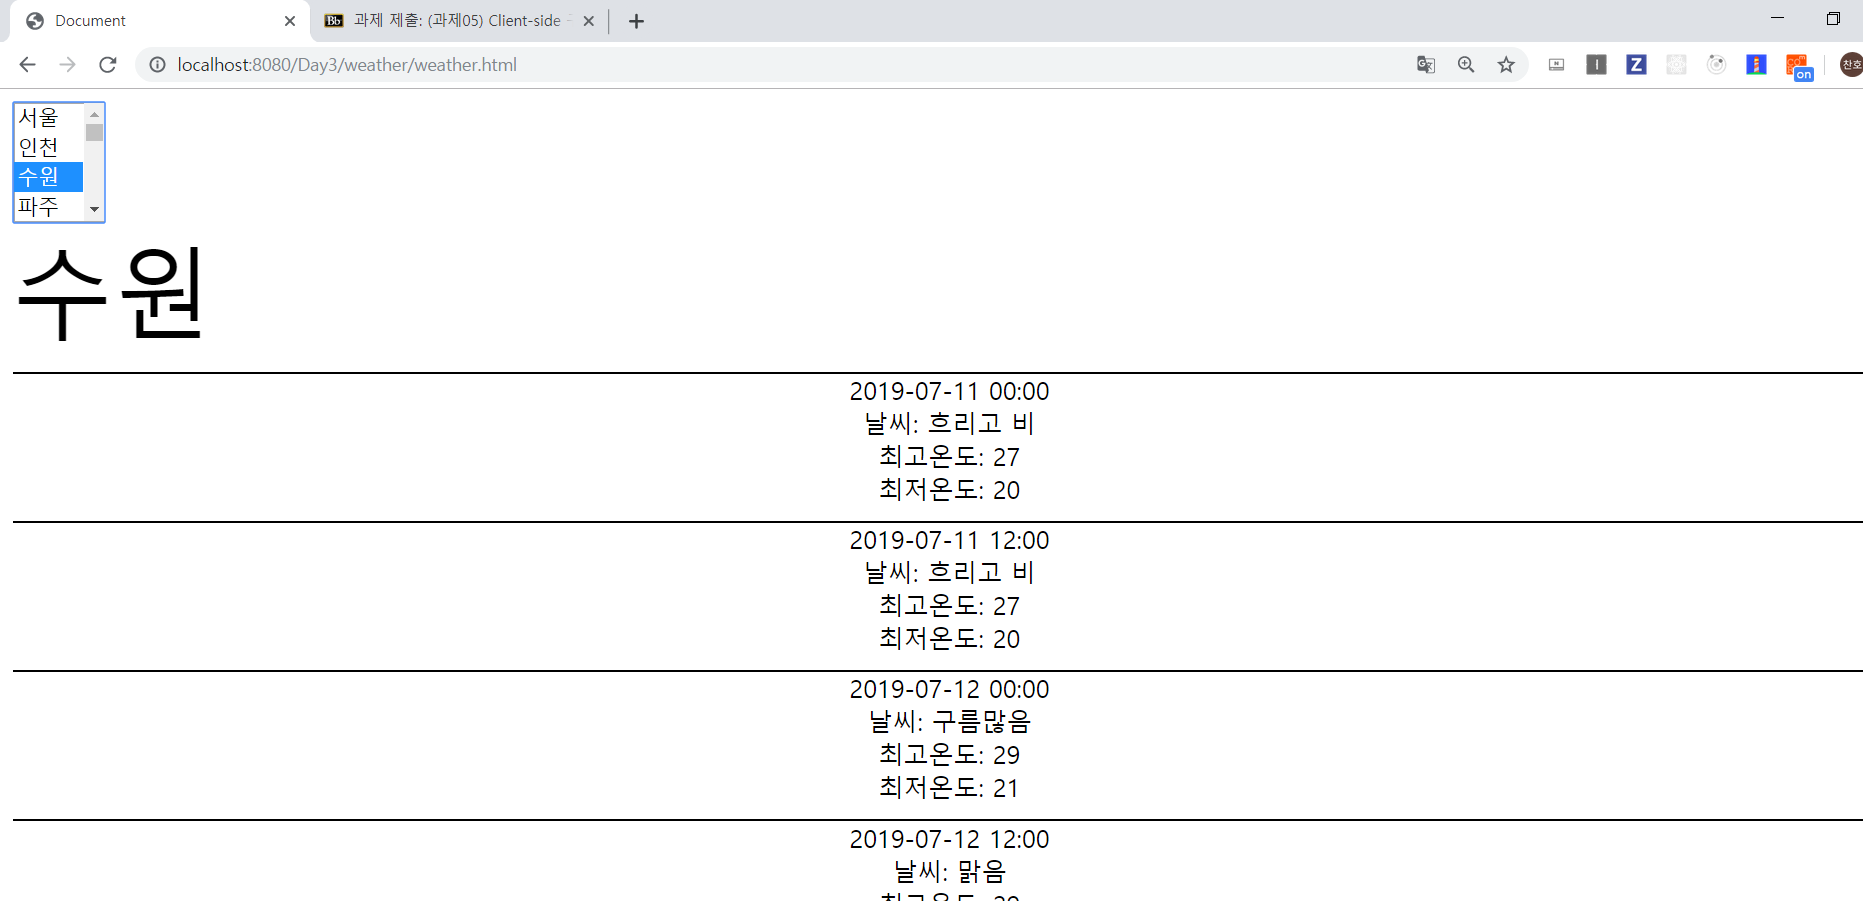 Document
과제 제출: (과제05) Client-side
localhost:8080/Day3/weather/weather.html
on
찬호
서울
인천
수원
파주
수원
2019-07-11 00:00
날씨: 흐리고 비
최고온도: 27
최저온도: 20
2019-07-11 12:00
날씨: 흐리고 비
최고온도: 27
최저온도: 20
2019-07-12 00:00
날씨: 구름많음
최고온도: 29
최저온도: 21
2019-07-12 12:00
날씨: 맑음